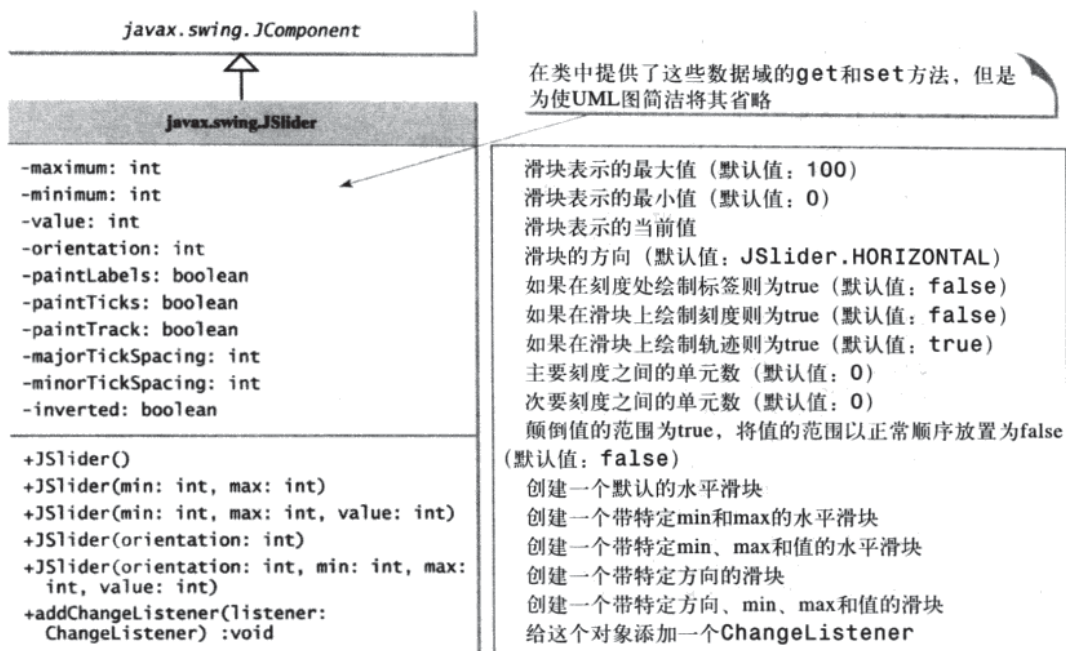 javax.swing.JComponent
在类中提供了这些数据域的get和set方法，但是
为使UML图简洁将其省略
javax.swing.JSlider
-maximum: int
-minimum: int
-value: int
-orientation: int
-paintLabels: boolean
-paintTicks: boolean
-paintTrack: boolean
-majorTickSpacing: int
-minorTickSpacing: int
-inverted: boolean
+JSlider()
+JSlider(min: int, max: int)
+JSlider(min: int, max: int, value: int)
+JSlider(orientation: int)
+JSlider(orientation: int, min: int, max:
int, value: int)
+addChangeListener(listener:
ChangeListener) :void
滑块表示的最大值（默认值：100）
滑块表示的最小值（默认值：0）
滑块表示的当前值
滑块的方向（默认值：JSlider.HORIZONTAL）
如果在刻度处绘制标签则为true（默认值：false）
如果在滑块上绘制刻度则为true（默认值：false）
如果在滑块上绘制轨迹则为true（默认值：true）
主要刻度之间的单元数（默认值：0）
次要刻度之间的单元数（默认值：0）
颠倒值的范围为true，将值的范围以正常顺序放置为false
（默认值：false）
创建一个默认的水平滑块
创建一个带特定min和max的水平滑块
创建一个带特定min、max和值的水平滑块
创建一个带特定方向的滑块
创建一个带特定方向、min、max和值的滑块
给这个对象添加一个ChangeListener